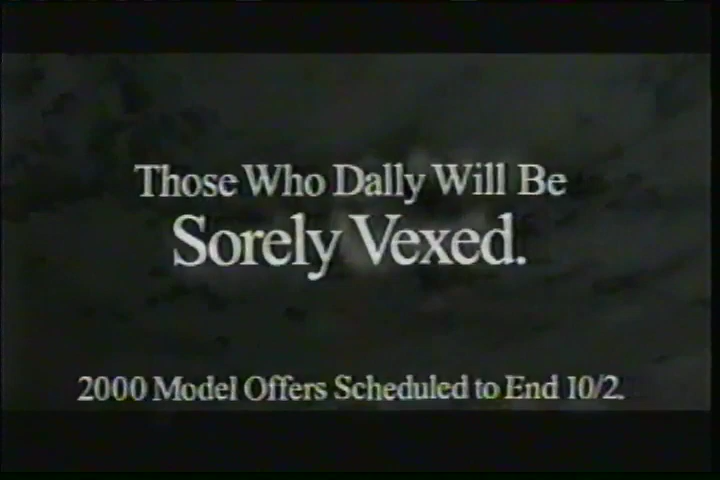 Those Who Dally Will Be
Sorely Vexed.
2000 Model Offers Scheduled to End 10/2.